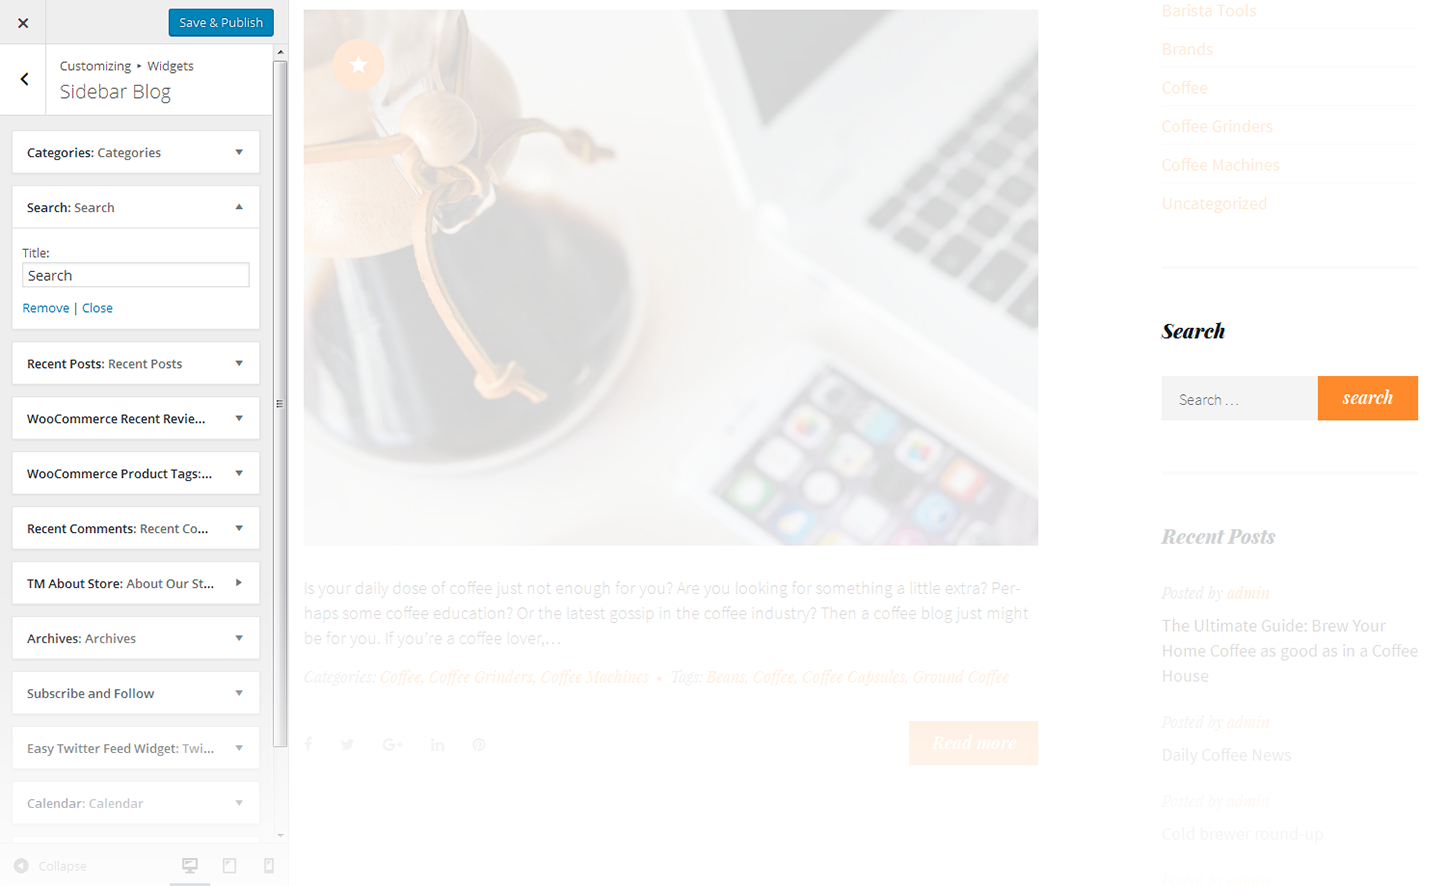 Save & Publish
Customizing ▸ Widgets
Sidebar Blog
Categories: Categories
Search: Search
Title:
Search
Remove | Close
Recent Posts: Recent Posts
WooCommerce Recent Revie...
WooCommerce Product Tags:...
Recent Comments: Recent Co...
TM About Store: About Our St...
Archives: Archives
Subscribe and Follow
Easy Twitter Feed Widget: Twi...
Calendar: Calendar
Collapse
Is your daily dose of coffee just not enough for you? Are you looking for something a little extra? Per-
haps some coffee education? Or the latest gossip in the coffee industry? Then a coffee blog just might
be for you. If you’re a coffee lover,…
Categories: Coffee, Coffee Grinders, Coffee Machines • Tags: Beans, Coffee, Coffee Capsules, Ground Coffee
Read more
Barista Tools
Brands
Coffee
Coffee Grinders
Coffee Machines
Uncategorized
Search
Search …
search
Recent Posts
Posted by admin
The Ultimate Guide: Brew Your
Home Coffee as good as in a Coffee
House
Posted by admin
Daily Coffee News
Posted by admin
Cold brewer round-up